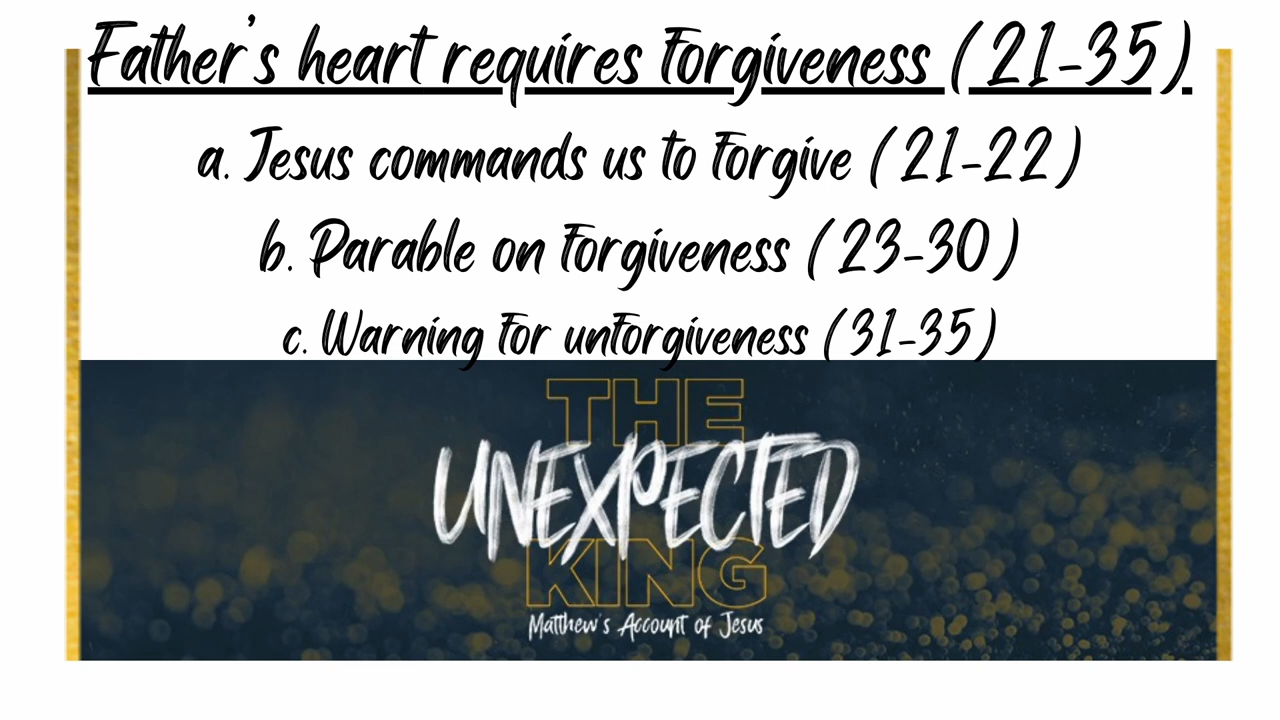 Father's heart requires forgiveness (21-35)
a. Jesus commands us to forgive (21-22)
b. Parable on forgiveness (23-30)
c. Warning for unforgiveness (31-35)
THE
UNEXPECTED
KING
Matthew's Account of Jesus